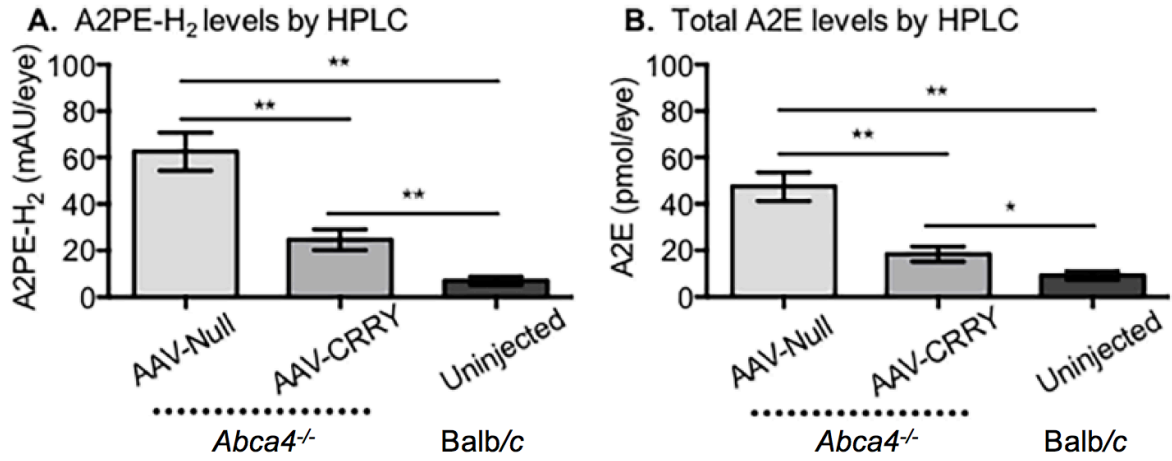 A. A2PE-H₂ levels by HPLC
A2PE-H₂ (mAU/eye)
100
80
60
40
20
0
**
**
**
AAV-Null
AAV-CRRY
Uninjected
Abca4-/-
Balb/c
B. Total A2E levels by HPLC
A2E (pmol/eye)
100
80
60
40
20
0
**
**
*
AAV-Null
AAV-CRRY
Uninjected
Abca4-/-
Balb/c